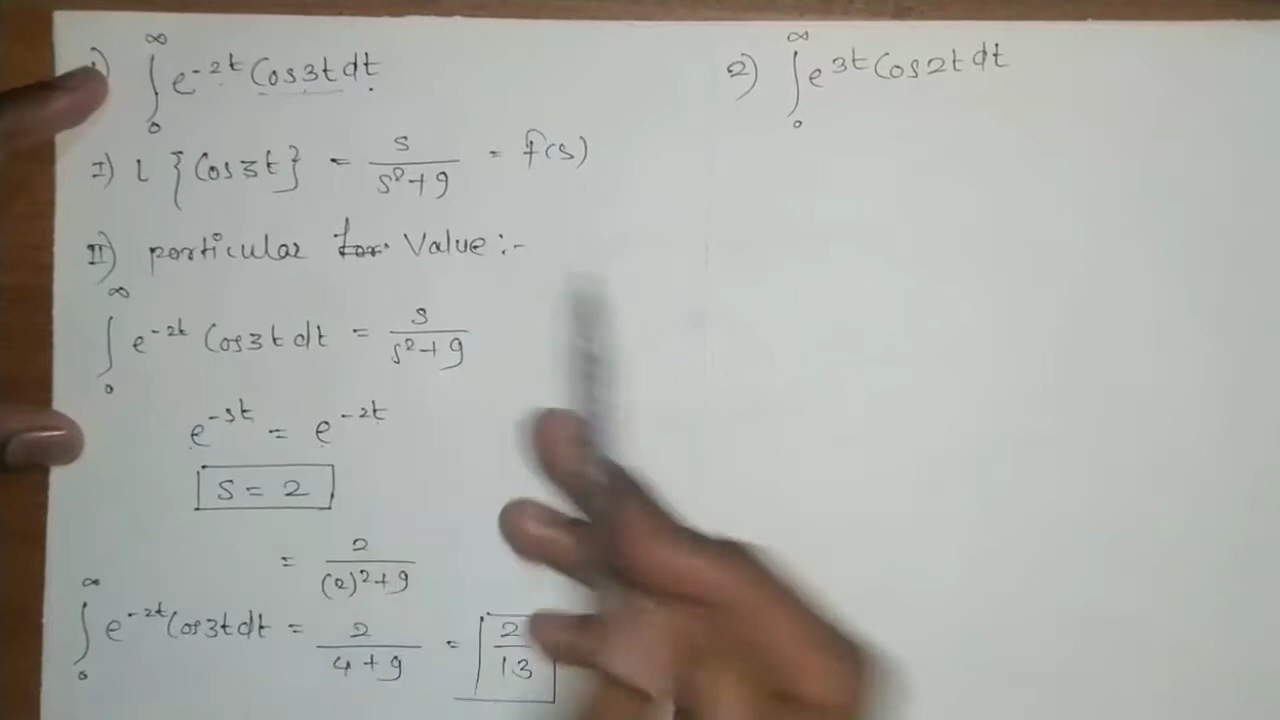 1) ∫₀^∞ e^{-2t} Cos3t dt
I) L {Cos3t} = s/(s²+9) = f(s)
II) particular for Value :-
∫₀^∞ e^{-2t} Cos3t dt = s/(s²+9)
e^{-st} = e^{-2t}
S = 2
= 2/((2)²+9)
∫₀^∞ e^{-2t} Cos3t dt = 2/(4+9) = 2/13
2) ∫₀^∞ e^{3t} Cos2t dt